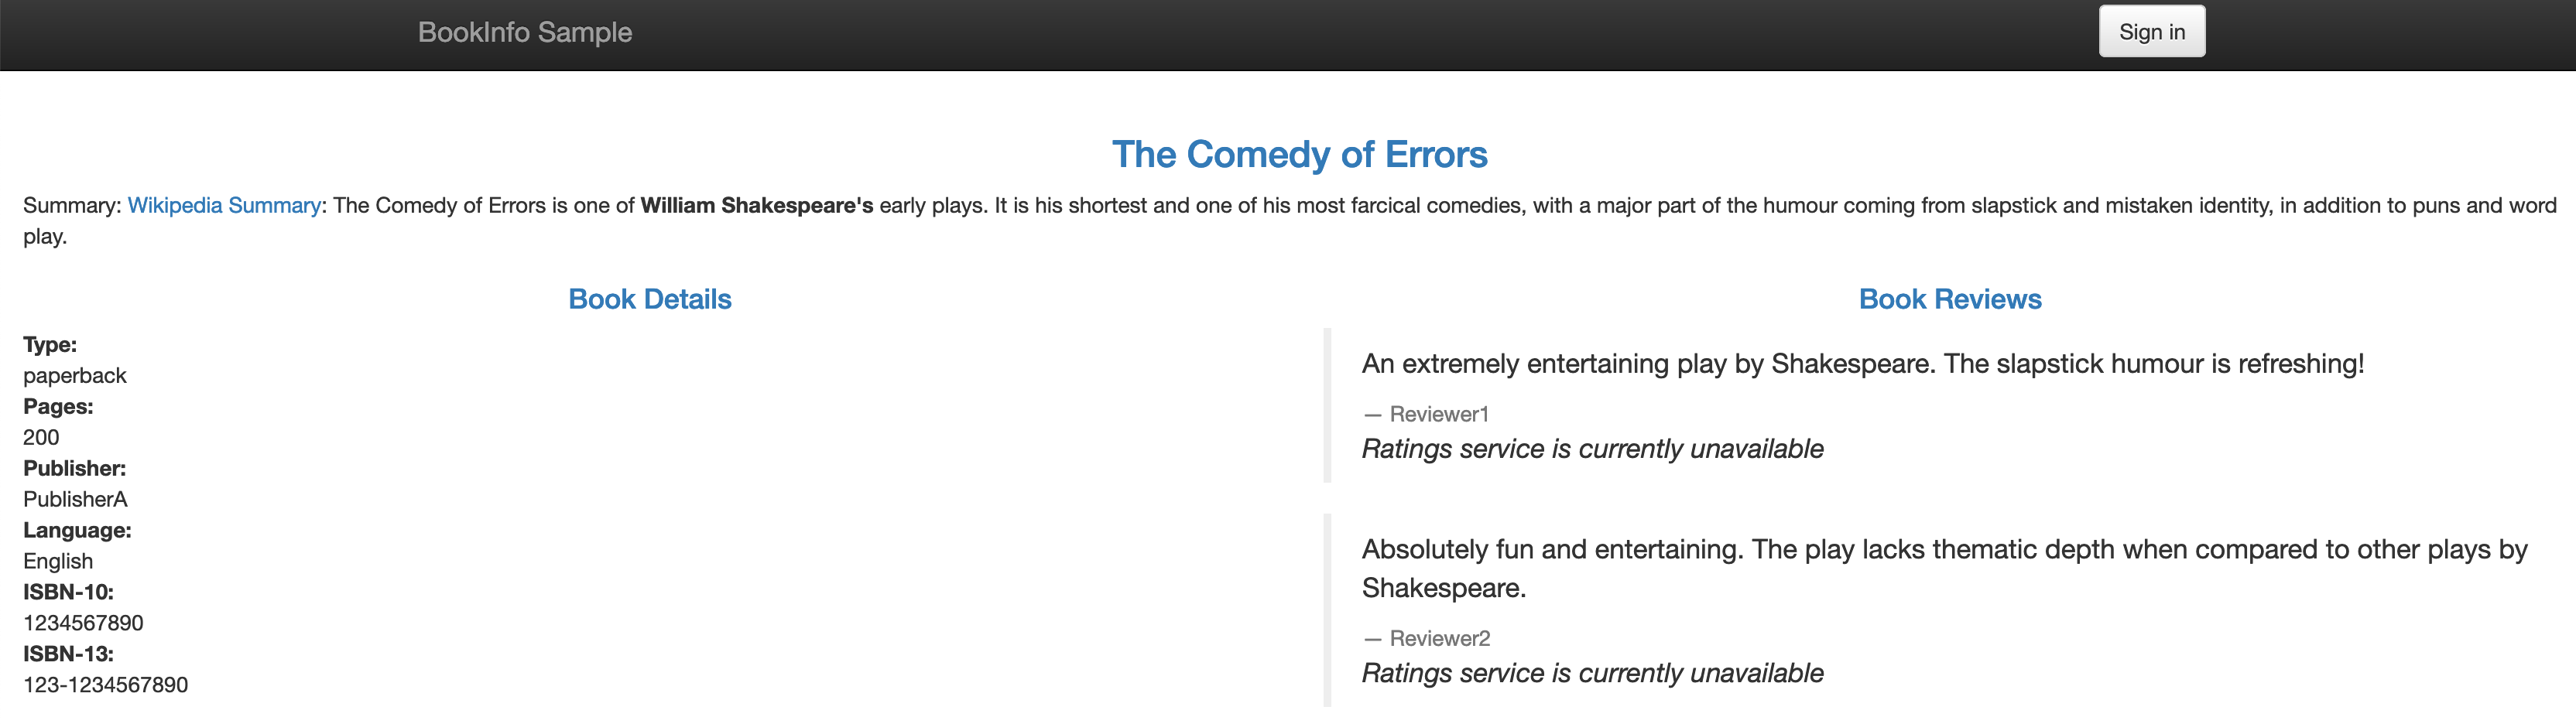 BookInfo Sample
Sign in
The Comedy of Errors
Summary: Wikipedia Summary: The Comedy of Errors is one of William Shakespeare's early plays. It is his shortest and one of his most farcical comedies, with a major part of the humour coming from slapstick and mistaken identity, in addition to puns and word
play.
Book Details
Type:
paperback
Pages:
200
Publisher:
PublisherA
Language:
English
ISBN-10:
1234567890
ISBN-13:
123-1234567890
Book Reviews
An extremely entertaining play by Shakespeare. The slapstick humour is refreshing!
— Reviewer1
Ratings service is currently unavailable
Absolutely fun and entertaining. The play lacks thematic depth when compared to other plays by
Shakespeare.
— Reviewer2
Ratings service is currently unavailable